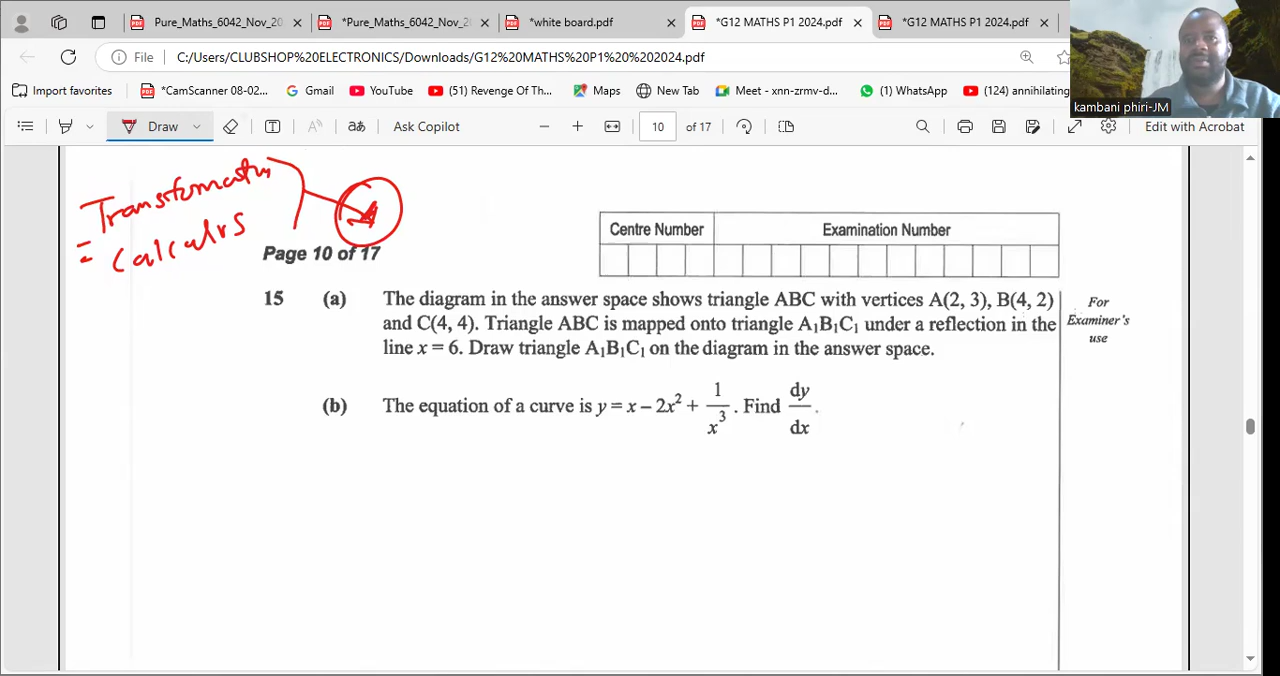 Pure_Maths_6042_Nov_20
*Pure_Maths_6042_Nov_2(
*white board.pdf
*G12 MATHS P1 2024.pdf
*G12 MATHS P1 2024.pdf
File C:/Users/CLUBSHOP%20ELECTRONICS/Downloads/G12%20MATHS%20P1%20%202024.pdf
Import favorites
*CamScanner 08-02...
Gmail
YouTube
(51) Revenge Of Th...
Maps
New Tab
Meet - xnn-zrmv-d...
(1) WhatsApp
(124) annihilating
kambani phiri-JM
Draw
Ask Copilot
10 of 17
Edit with Acrobat
= Calculus
Page 10 of 17
Centre Number Examination Number
15 (a) The diagram in the answer space shows triangle ABC with vertices A(2, 3), B(4, 2)
and C(4, 4). Triangle ABC is mapped onto triangle A₁B₁C₁ under a reflection in the
line x = 6. Draw triangle A₁B₁C₁ on the diagram in the answer space.
For
Examiner's
use
(b) The equation of a curve is y = x – 2x² + 1/x³ . Find dy/dx .